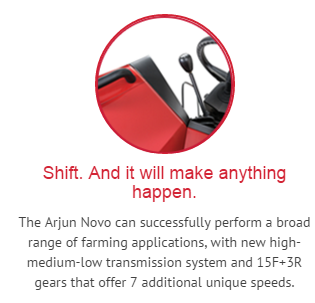 Shift. And it will make anything
happen.
The Arjun Novo can successfully perform a broad
range of farming applications, with new high-
medium-low transmission system and 15F+3R
gears that offer 7 additional unique speeds.